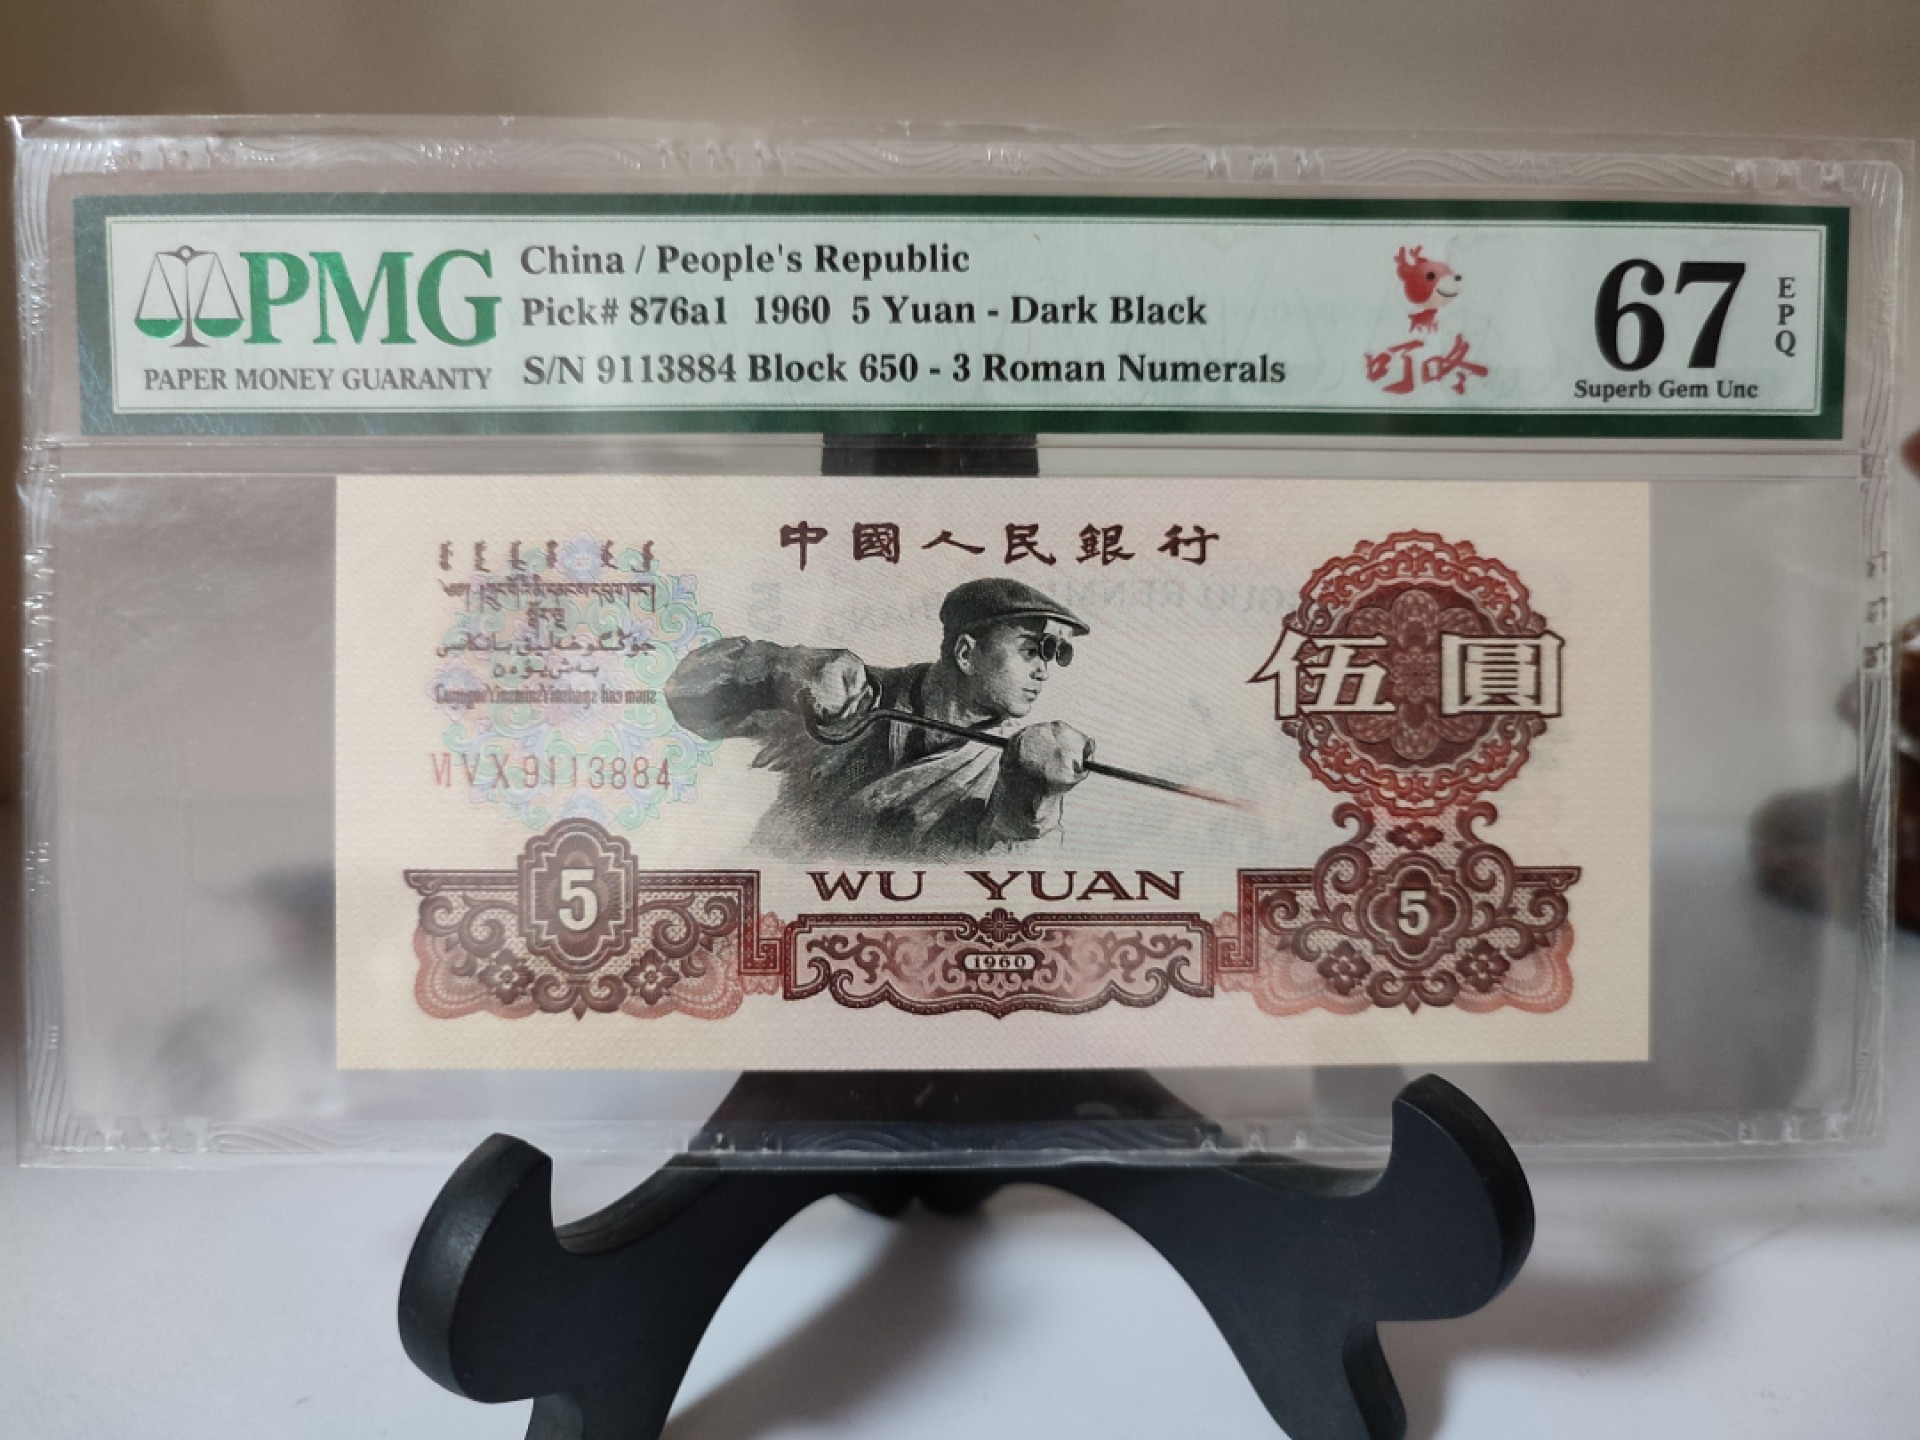 PMG
PAPER MONEY GUARANTY
China / People's Republic
Pick# 876a1 1960 5 Yuan - Dark Black
S/N 9113884 Block 650 - 3 Roman Numerals
叮咚
67
EPQ
Superb Gem Unc
中國人民銀行
伍圓
VI V X 9113884
5
WU YUAN
1960
5